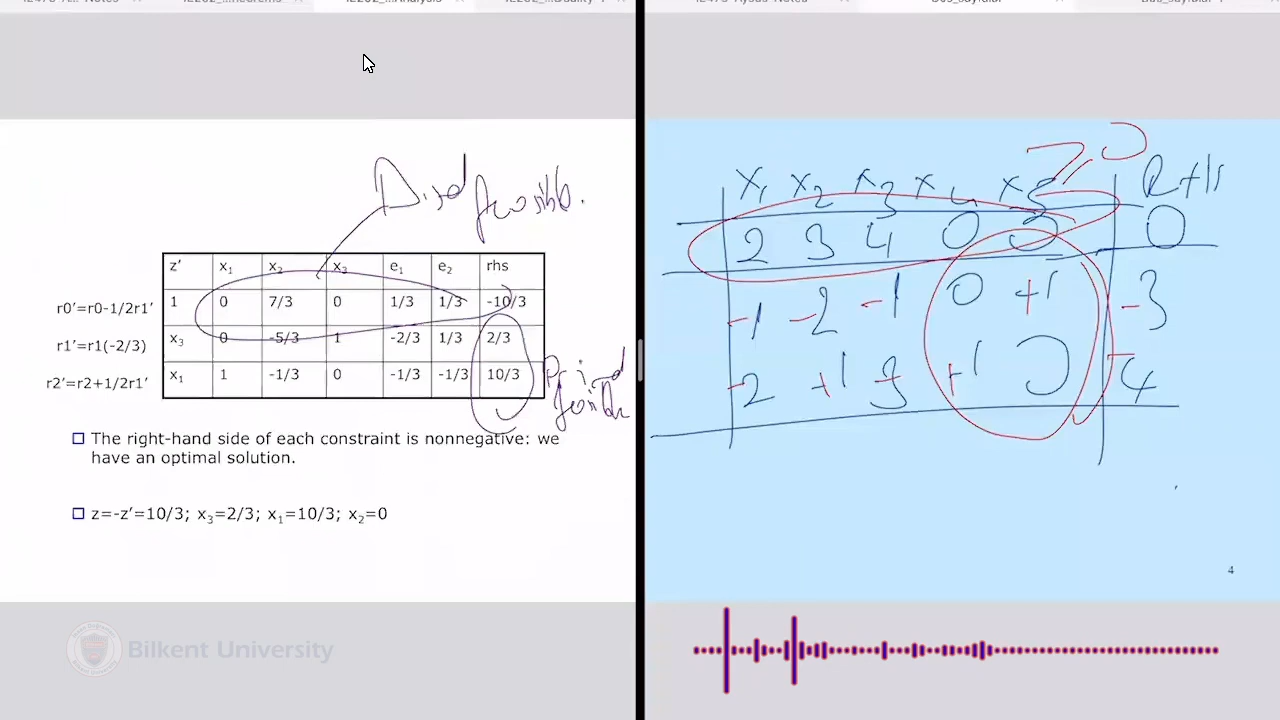 Dual
feasible.
z' x₁ x₂ x₃ e₁ e₂ rhs
r0'=r0-1/2r1' 1 0 7/3 0 1/3 1/3 -10/3
r1'=r1(-2/3) x₃ 0 -5/3 1 -2/3 1/3 2/3
r2'=r2+1/2r1' x₁ 1 -1/3 0 -1/3 -1/3 10/3
The right-hand side of each constraint is nonnegative: we
have an optimal solution.
z=-z'=10/3; x₃=2/3; x₁=10/3; x₂=0
Bilkent University
x₁ x₂ x₃ x₄ x₅ RHS
2 3 4 0 0 0
-1 -2 -1 0 +1 -3
-2 +1 +1 0 -4
4